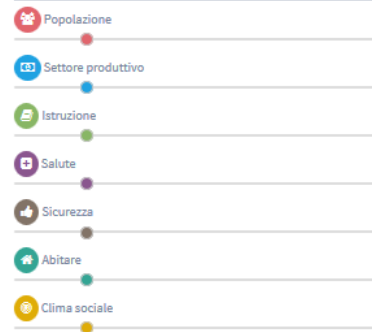 Popolazione
Settore produttivo
Istruzione
Salute
Sicurezza
Abitare
Clima sociale